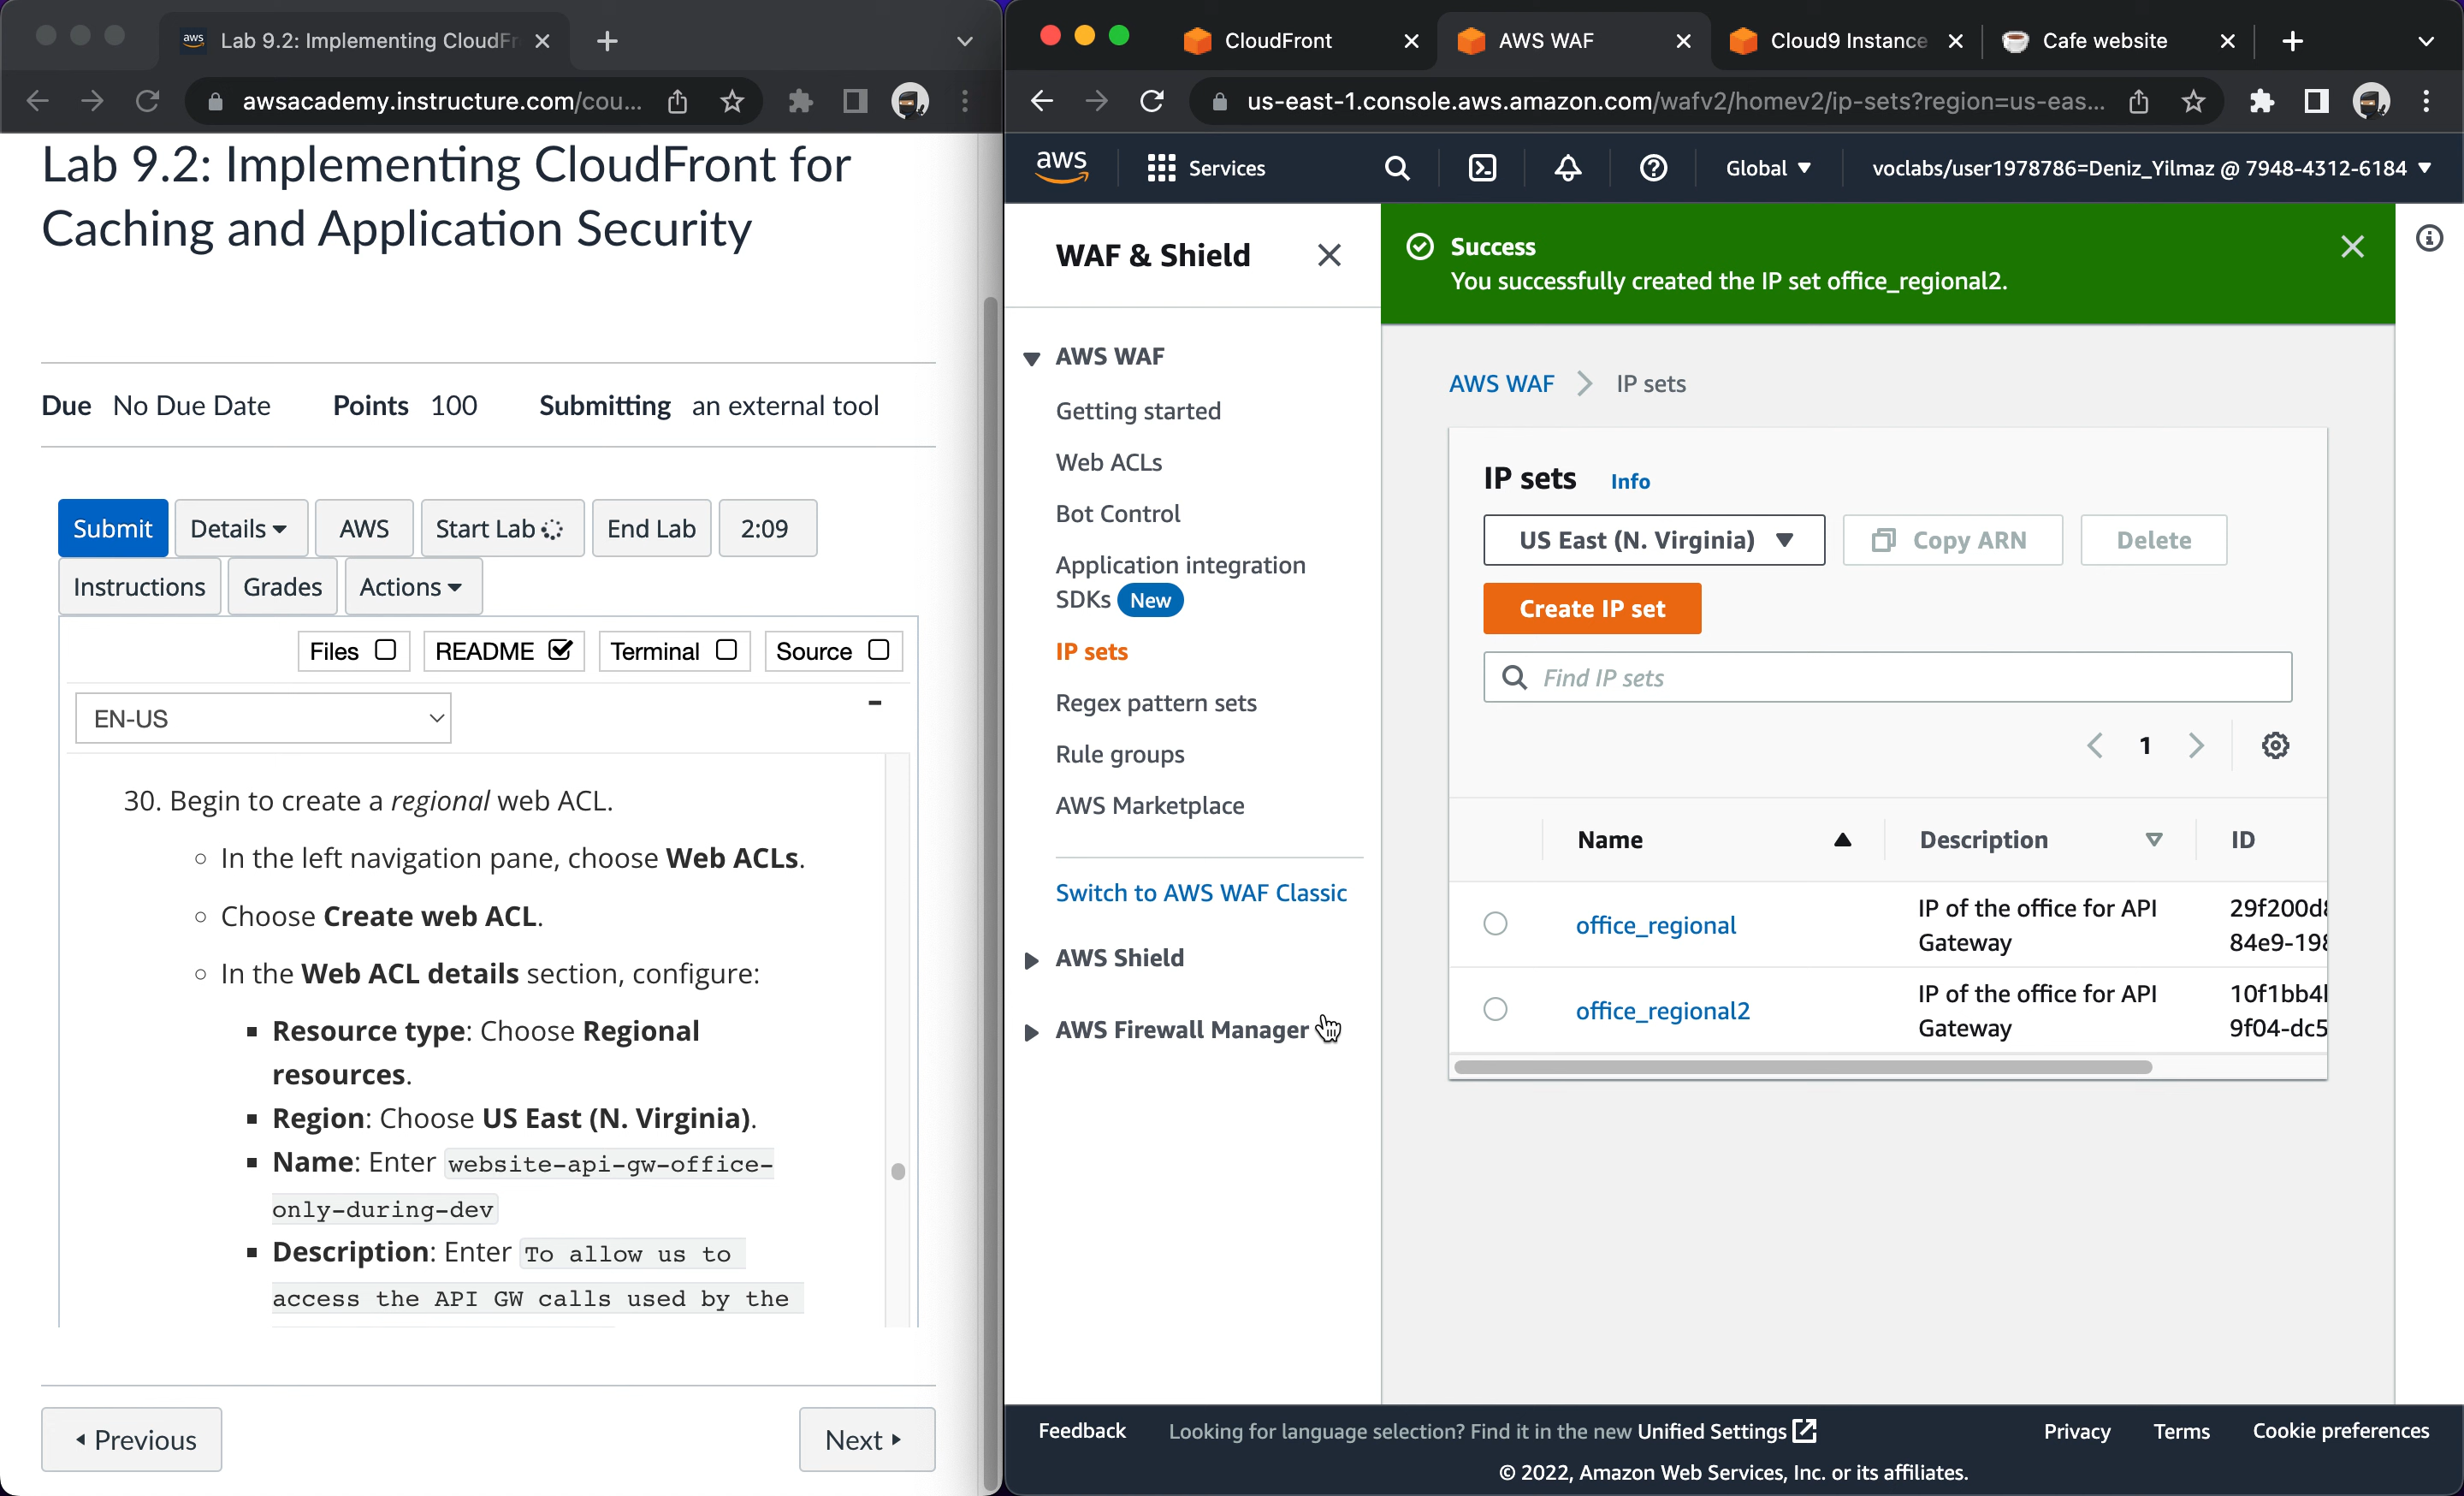 aws Lab 9.2: Implementing CloudFr
awsacademy.instructure.com/cou...
Lab 9.2: Implementing CloudFront for
Caching and Application Security
Due No Due Date Points 100 Submitting an external tool
Submit Details AWS Start Lab End Lab 2:09
Instructions Grades Actions
Files README Terminal Source
EN-US
30. Begin to create a regional web ACL.
In the left navigation pane, choose Web ACLs.
Choose Create web ACL.
In the Web ACL details section, configure:
Resource type: Choose Regional
resources.
Region: Choose US East (N. Virginia).
Name: Enter website-api-gw-office-
only-during-dev
Description: Enter To allow us to
access the API GW calls used by the
Previous Next
CloudFront AWS WAF Cloud9 Instance Cafe website
us-east-1.console.aws.amazon.com/wafv2/homev2/ip-sets?region=us-eas...
aws Services Global voclabs/user1978786=Deniz_Yilmaz @ 7948-4312-6184
WAF & Shield
AWS WAF
Getting started
Web ACLs
Bot Control
Application integration
SDKs New
IP sets
Regex pattern sets
Rule groups
AWS Marketplace
Switch to AWS WAF Classic
AWS Shield
AWS Firewall Manager
Success
You successfully created the IP set office_regional2.
AWS WAF IP sets
IP sets Info
US East (N. Virginia) Copy ARN Delete
Create IP set
Find IP sets
1
Name Description ID
office_regional IP of the office for API Gateway 29f200d 84e9-198
office_regional2 IP of the office for API Gateway 10f1bb4 9f04-dc5
Feedback Looking for language selection? Find it in the new Unified Settings Privacy Terms Cookie preferences
© 2022, Amazon Web Services, Inc. or its affiliates.